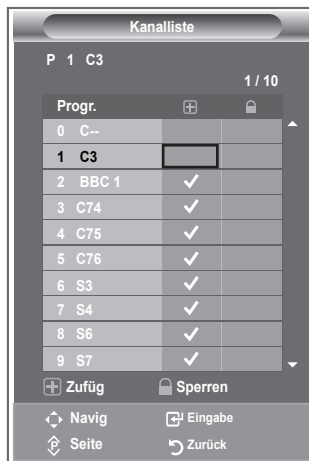 Kanalliste
P 1 C3
1 / 10
Progr.
0 C--
1 C3
2 BBC 1
3 C74
4 C75
5 C76
6 S3
7 S4
8 S6
9 S7
Zufüg Sperren
Navig Eingabe
Seite Zurück